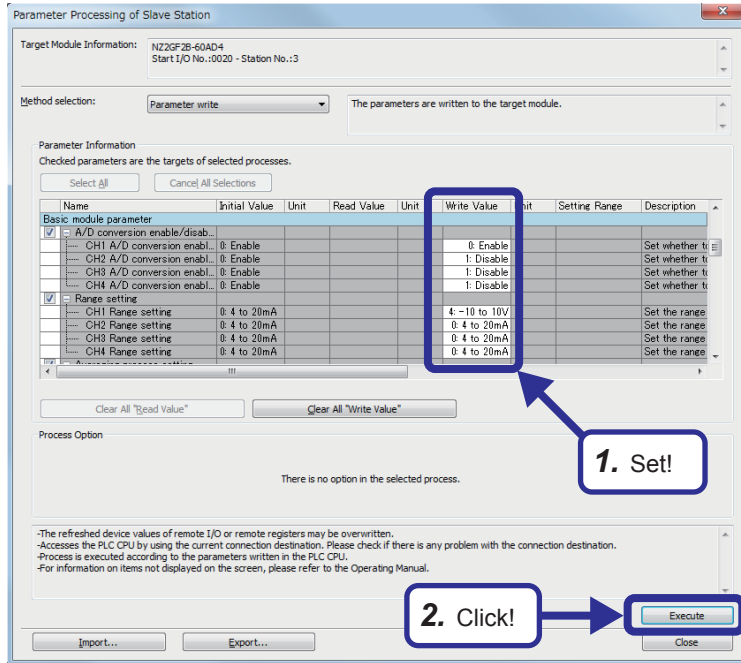 Parameter Processing of Slave Station
Target Module Information:
NZ2GF2B-60AD4
Start I/O No.:0020 - Station No.:3
Method selection:
Parameter write
The parameters are written to the target module.
Parameter Information
Checked parameters are the targets of selected processes.
Select All
Cancel All Selections
Name Initial Value Unit Read Value Unit Write Value Unit Setting Range Description
Basic module parameter
A/D conversion enable/disab...
CH1 A/D conversion enabl... 0: Enable 0: Enable Set whether to
CH2 A/D conversion enabl... 0: Enable 1: Disable Set whether to
CH3 A/D conversion enabl... 0: Enable 1: Disable Set whether to
CH4 A/D conversion enabl... 0: Enable 1: Disable Set whether to
Range setting
CH1 Range setting 0: 4 to 20mA 4: -10 to 10V Set the range
CH2 Range setting 0: 4 to 20mA 0: 4 to 20mA Set the range
CH3 Range setting 0: 4 to 20mA 0: 4 to 20mA Set the range
CH4 Range setting 0: 4 to 20mA 0: 4 to 20mA Set the range
Clear All "Read Value"
Clear All "Write Value"
Process Option
1. Set!
There is no option in the selected process.
-The refreshed device values of remote I/O or remote registers may be overwritten.
-Accesses the PLC CPU by using the current connection destination. Please check if there is any problem with the connection destination.
-Process is executed according to the parameters written in the PLC CPU.
-For information on items not displayed on the screen, please refer to the Operating Manual.
2. Click!
Execute
Import...
Export...
Close